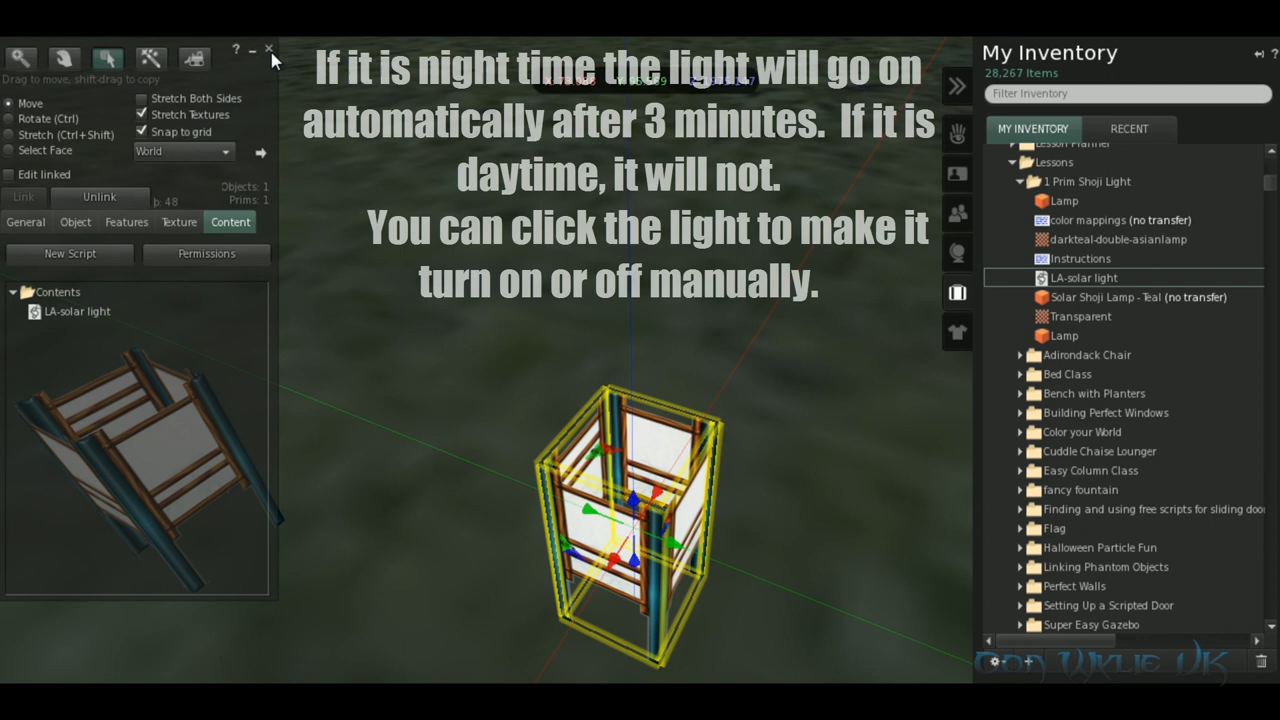 If it is night time the light will go on
automatically after 3 minutes. If it is
daytime, it will not.
You can click the light to make it
turn on or off manually.
? _ ×
Drag to move, shift-drag to copy
Move
Rotate (Ctrl)
Stretch (Ctrl+Shift)
Select Face
Stretch Both Sides
Stretch Textures
Snap to grid
World
Edit linked
Link
Unlink
Objects: 1
b: 48 Prims: 1
General Object Features Texture Content
New Script Permissions
Contents
LA-solar light
My Inventory
28,267 Items
Filter Inventory
MY INVENTORY RECENT
Lesson Planner
Lessons
1 Prim Shoji Light
Lamp
color mappings (no transfer)
darkteal-double-asianlamp
Instructions
LA-solar light
Solar Shoji Lamp - Teal (no transfer)
Transparent
Lamp
Adirondack Chair
Bed Class
Bench with Planters
Building Perfect Windows
Color your World
Cuddle Chaise Lounger
Easy Column Class
fancy fountain
Finding and using free scripts for sliding doo
Flag
Halloween Particle Fun
Linking Phantom Objects
Perfect Walls
Setting Up a Scripted Door
Super Easy Gazebo